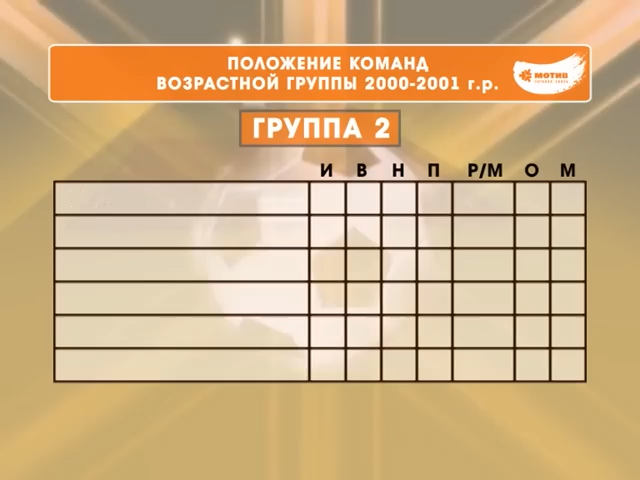 ПОЛОЖЕНИЕ КОМАНД
ВОЗРАСТНОЙ ГРУППЫ 2000-2001 г.р.
МОТИВ
ГРУППА 2
И В Н П Р/М О М